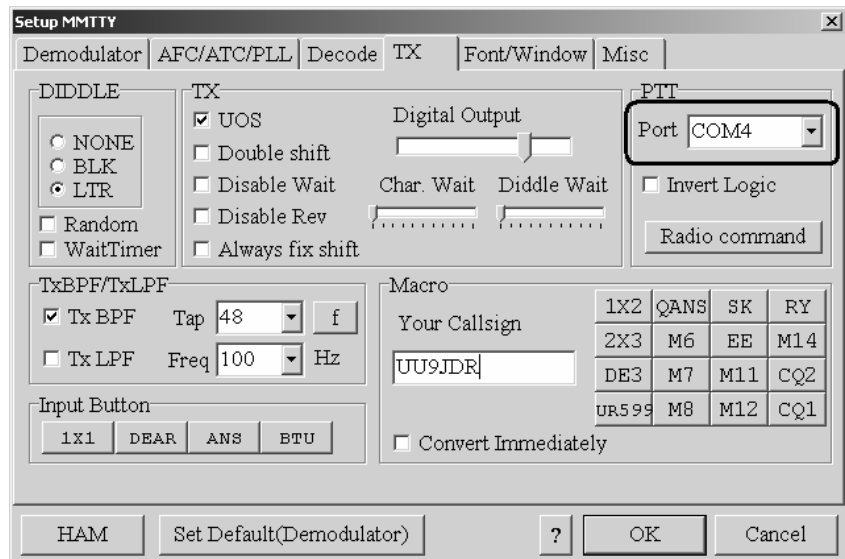 Setup MMTTY
Demodulator AFC/ATC/PLL Decode TX Font/Window Misc
DIDDLE
NONE
BLK
LTR
Random
WaitTimer
TX
UOS
Double shift
Disable Wait
Disable Rev
Always fix shift
Digital Output
Char. Wait Diddle Wait
PTT
Port COM4
Invert Logic
Radio command
TxBPF/TxLPF
Tx BPF Tap 48 f
Tx LPF Freq 100 Hz
Input Button
1X1 DEAR ANS BTU
Macro
Your Callsign
UU9JDR
Convert Immediately
1X2 QANS SK RY
2X3 M6 EE M14
DE3 M7 M11 CQ2
UR599 M8 M12 CQ1
HAM Set Default(Demodulator) ? OK Cancel